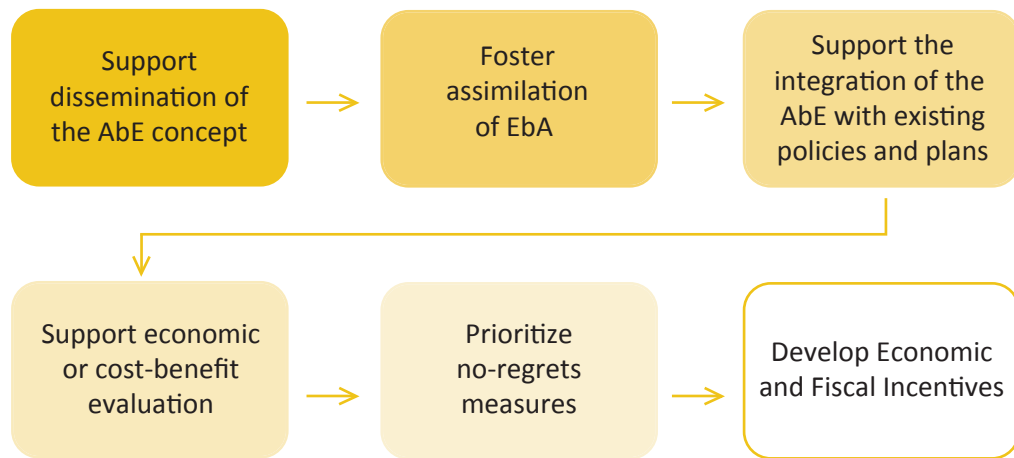 Support
dissemination of
the AbE concept
Foster
assimilation
of EbA
Support the
integration of the
AbE with existing
policies and plans
Support economic
or cost-benefit
evaluation
Prioritize
no-regrets
measures
Develop Economic
and Fiscal Incentives